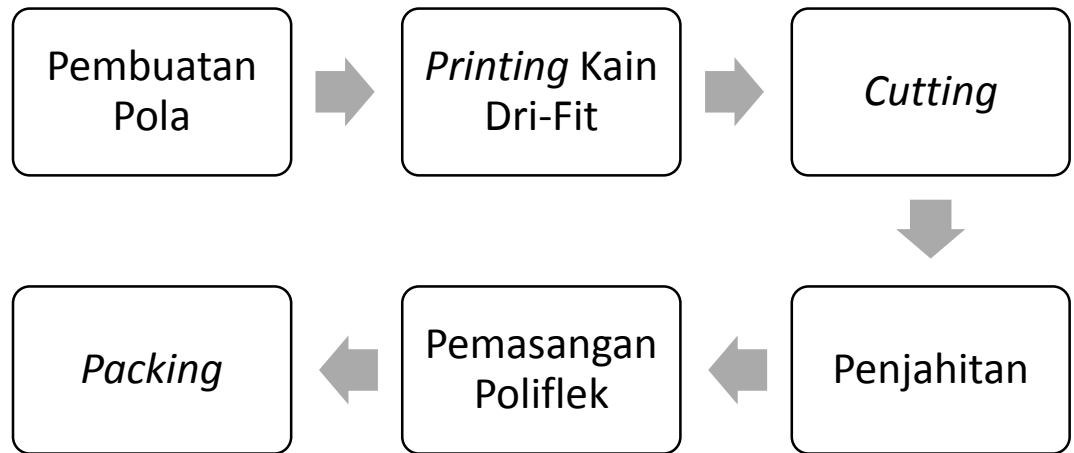 Pembuatan
Pola
Printing Kain
Dri-Fit
Cutting
Penjahitan
Pemasangan
Poliflek
Packing